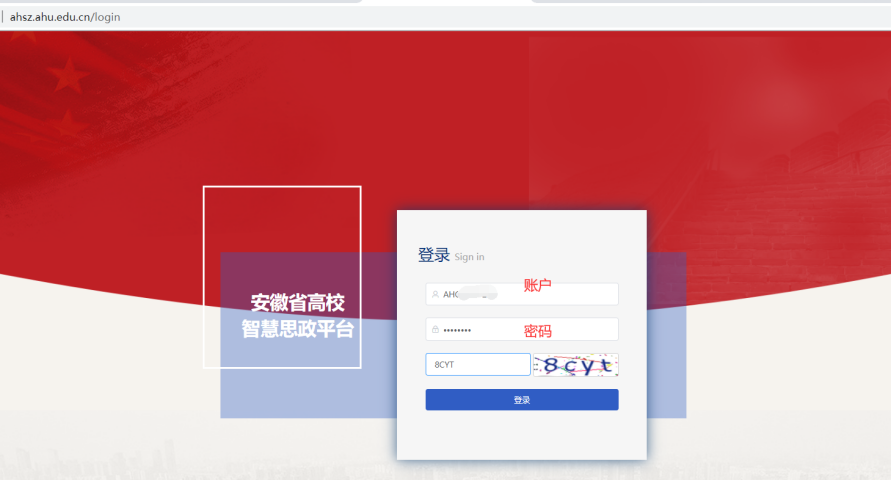 ahsz.ahu.edu.cn/login
安徽省高校
智慧思政平台
登录 Sign in
账户
密码
••••••••
8CYT
8cyt
登录